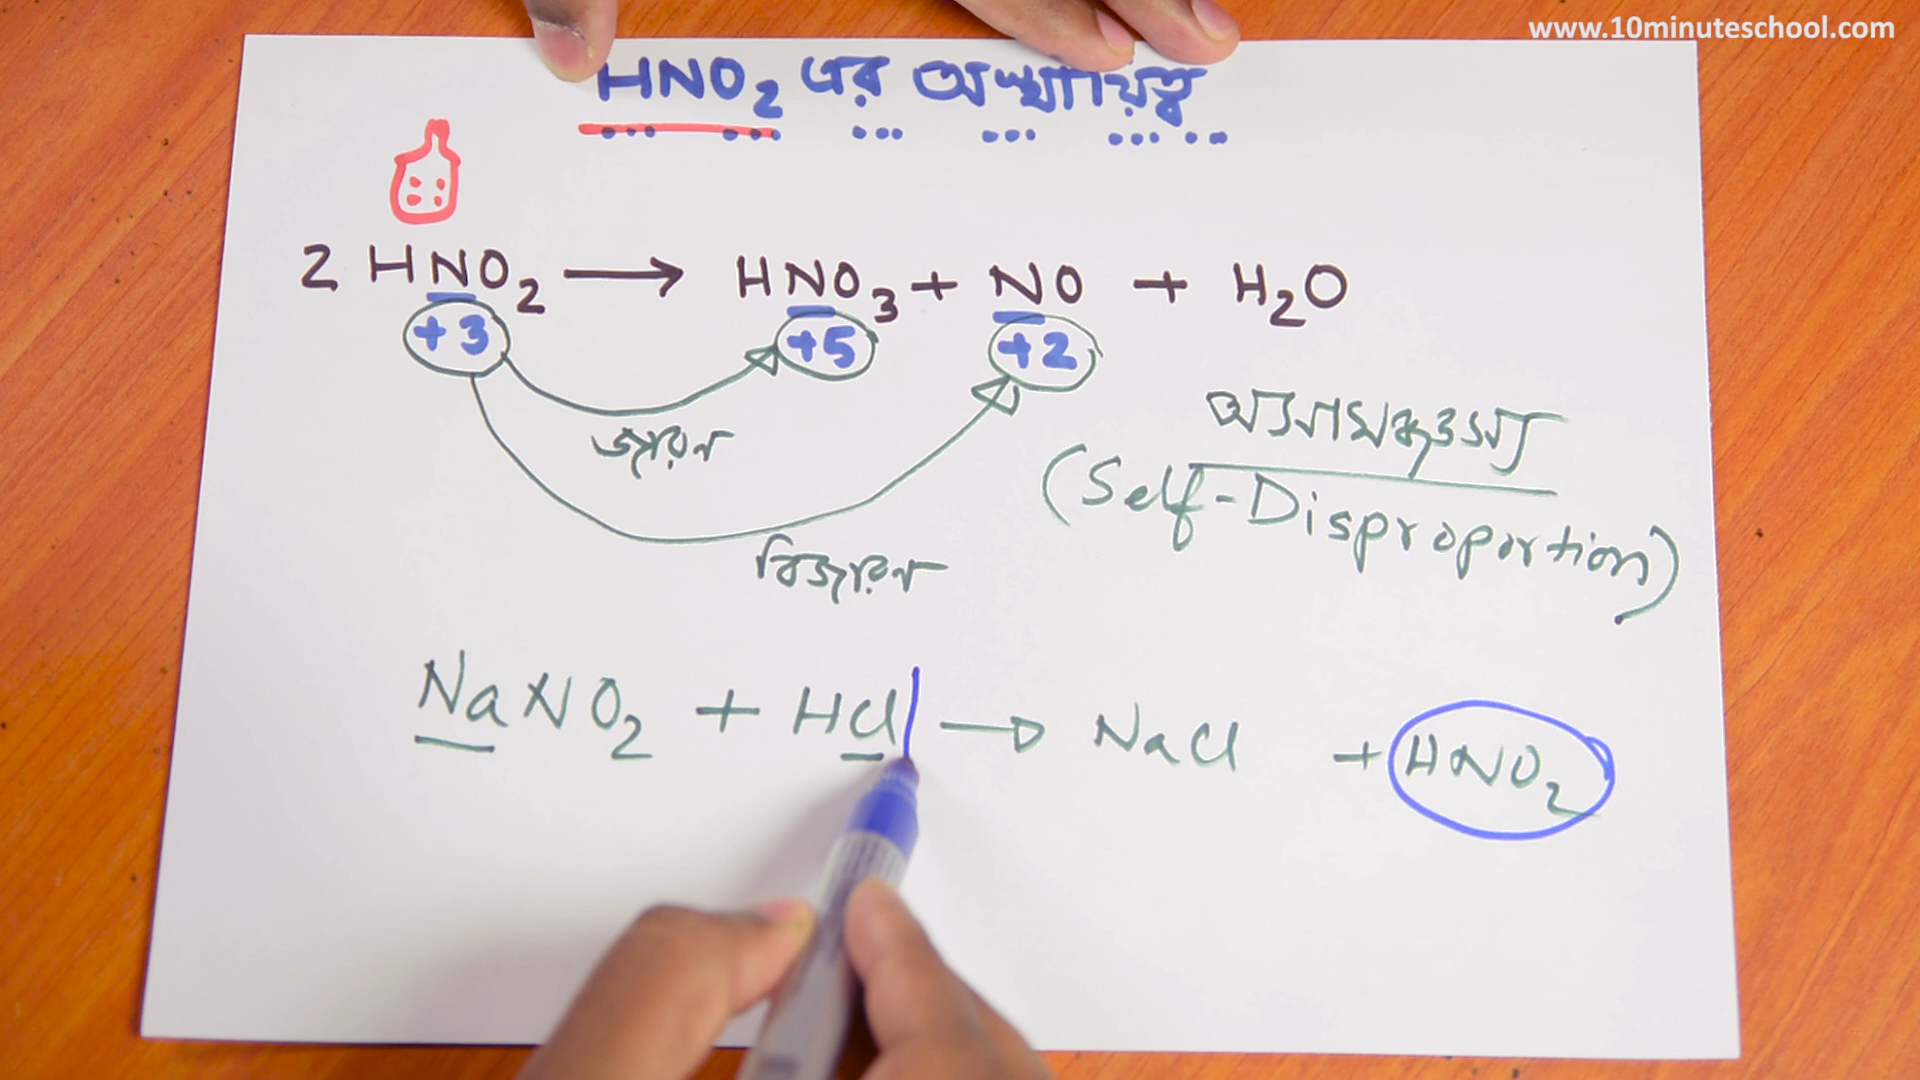 www.10minuteschool.com
HNO₂ এর অস্থায়িত্ব
2 HNO₂ → HNO₃ + NO + H₂O
+3 +5 +2
জারণ
অসামঞ্জস্য
(Self-Disproportion)
বিজারণ
NaNO₂ + HCl → NaCl + HNO₂